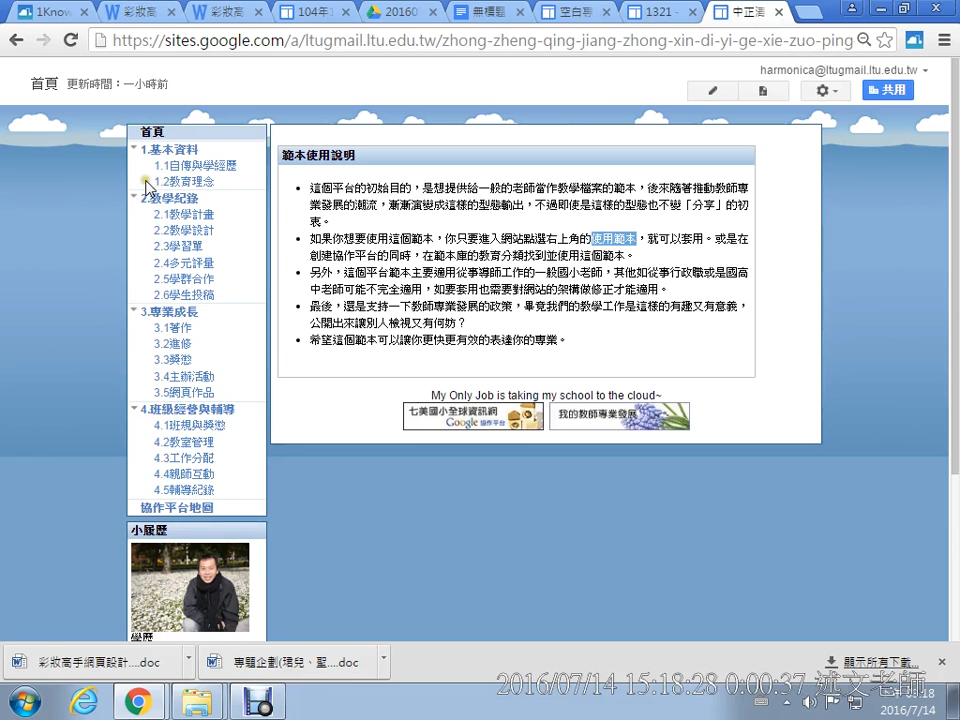 1Know
彩妝高
彩妝高
104年1
20160
無標題
空白聊
1321 -
中正清
https://sites.google.com/a/ltugmail.ltu.edu.tw/zhong-zheng-qing-jiang-zhong-xin-di-yi-ge-xie-zuo-ping
harmonica@ltugmail.ltu.edu.tw
首頁 更新時間：一小時前
共用
首頁
1.基本資料
1.1自傳與學經歷
1.2教育理念
2.教學紀錄
2.1教學計畫
2.2教學設計
2.3學習單
2.4多元評量
2.5學群合作
2.6學生投稿
3.專業成長
3.1著作
3.2進修
3.3獎懲
3.4主辦活動
3.5網頁作品
4.班級經營與輔導
4.1班規與獎懲
4.2教室管理
4.3工作分配
4.4親師互動
4.5輔導紀錄
協作平台地圖
小履歷
學歷
範本使用說明
• 這個平台的初始目的，是想提供給一般的老師當作教學檔案的範本，後來隨著推動教師專
業發展的潮流，漸漸演變成這樣的型態輸出，不過即使是這樣的型態也不變「分享」的初
衷。
• 如果你想要使用這個範本，你只要進入網站點選右上角的使用範本，就可以套用。或是在
創建協作平台的同時，在範本庫的教育分類找到並使用這個範本。
• 另外，這個平台範本主要適用從事導師工作的一般國小老師，其他如從事行政職或是國高
中老師可能不完全適用，如要套用也需要對網站的架構做修正才能適用。
• 最後，還是支持一下教師專業發展的政策，畢竟我們的教學工作是這樣的有趣又有意義，
公開出來讓別人檢視又有何妨？
• 希望這個範本可以讓你更快更有效的表達你的專業。
My Only Job is taking my school to the cloud~
七美國小全球資訊網
Google 協作平台
我的教師專業發展
彩妝高手網頁設計....doc
專題企劃(珺兒、聖....doc
顯示所有下載...
2016/07/14 15:18:28 0:00:37 述文老師
2016/7/14